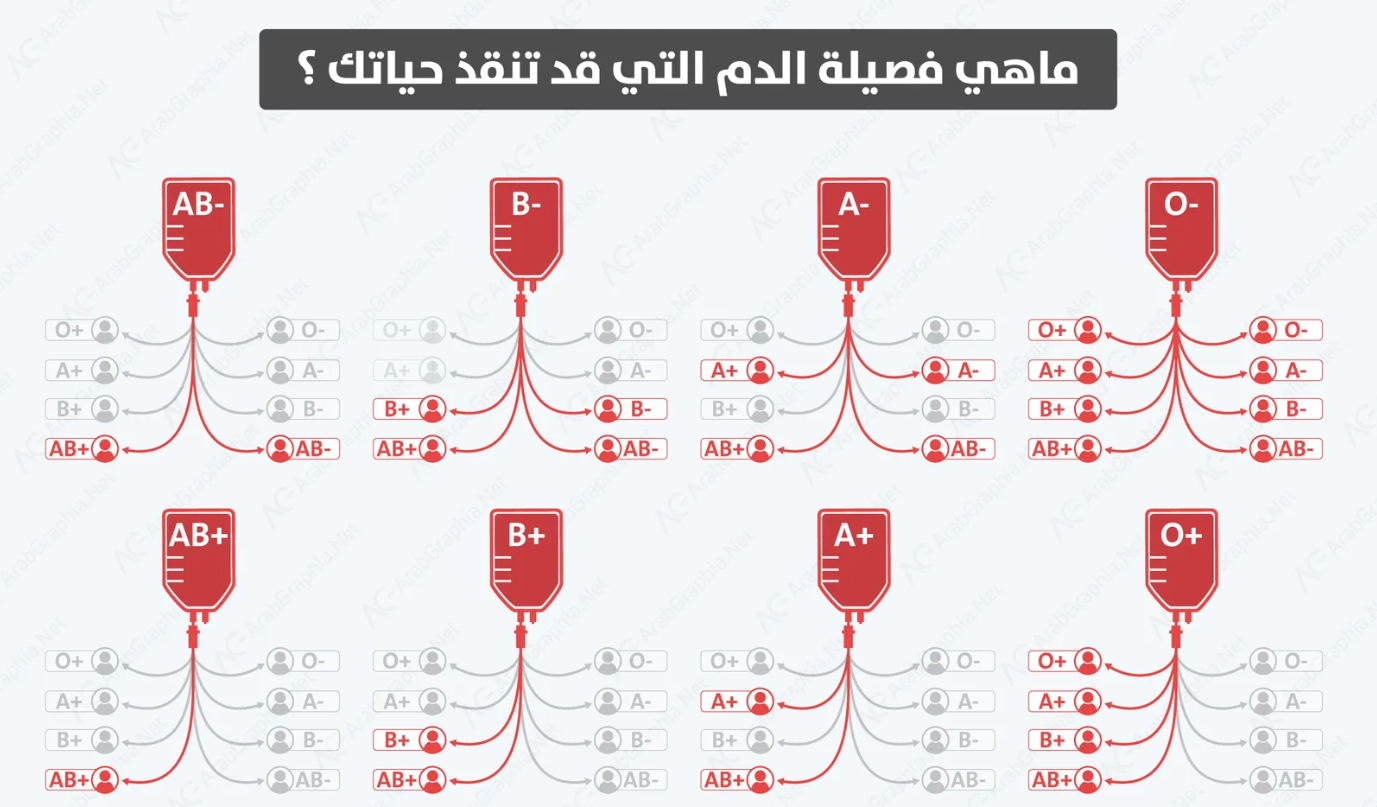 ماهي فصيلة الدم التي قد تنقذ حياتك ؟
O-
O+ O-
A+ A-
B+ B-
AB+ AB-
A-
O+ O-
A+ A-
B+ B-
AB+ AB-
B-
O+ O-
A+ A-
B+ B-
AB+ AB-
AB-
O+ O-
A+ A-
B+ B-
AB+ AB-
O+
O+ O-
A+ A-
B+ B-
AB+ AB-
A+
O+ O-
A+ A-
B+ B-
AB+ AB-
B+
O+ O-
A+ A-
B+ B-
AB+ AB-
AB+
O+ O-
A+ A-
B+ B-
AB+ AB-
ArabGraphia.Net